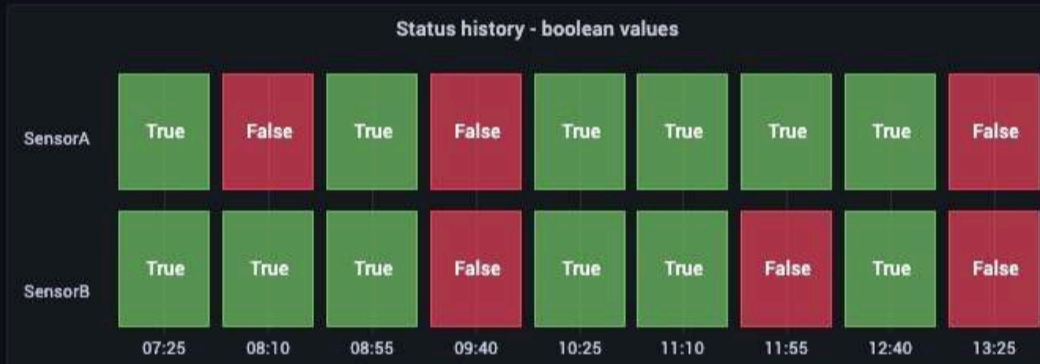 Status history - boolean values
SensorA True False True False True True True True False
SensorB True True True False True True False True False
07:25 08:10 08:55 09:40 10:25 11:10 11:55 12:40 13:25